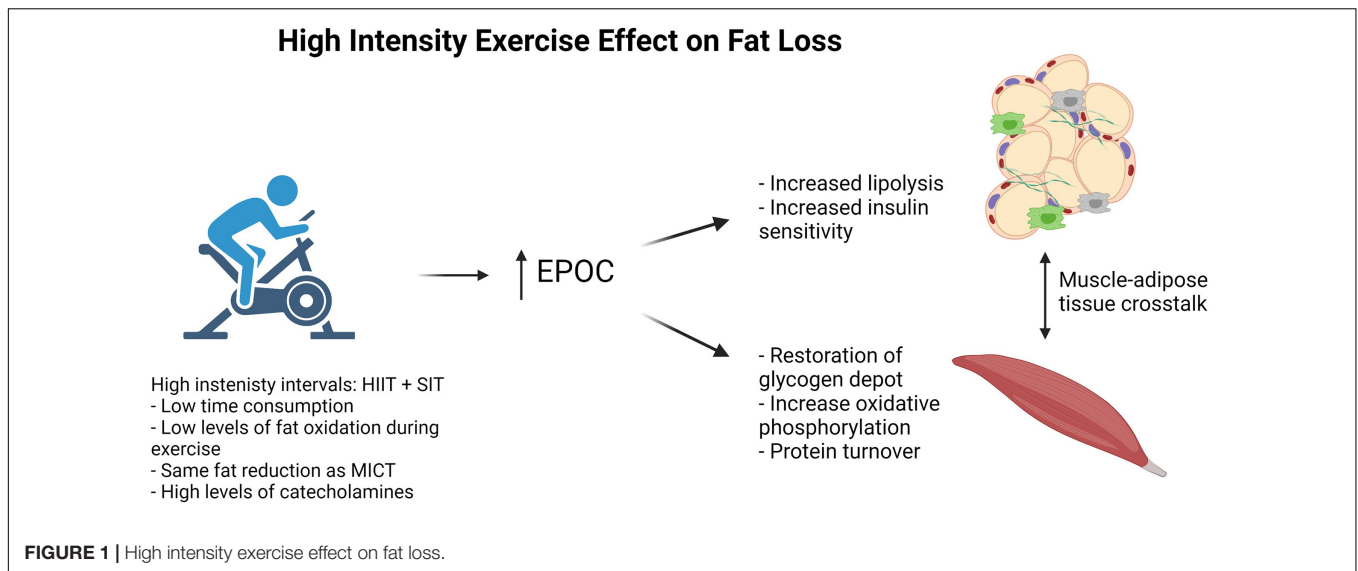 High Intensity Exercise Effect on Fat Loss
High instenisty intervals: HIIT + SIT
- Low time consumption
- Low levels of fat oxidation during
exercise
- Same fat reduction as MICT
- High levels of catecholamines
EPOC
- Increased lipolysis
- Increased insulin
sensitivity
- Restoration of
glycogen depot
- Increase oxidative
phosphorylation
- Protein turnover
Muscle-adipose
tissue crosstalk
FIGURE 1 | High intensity exercise effect on fat loss.